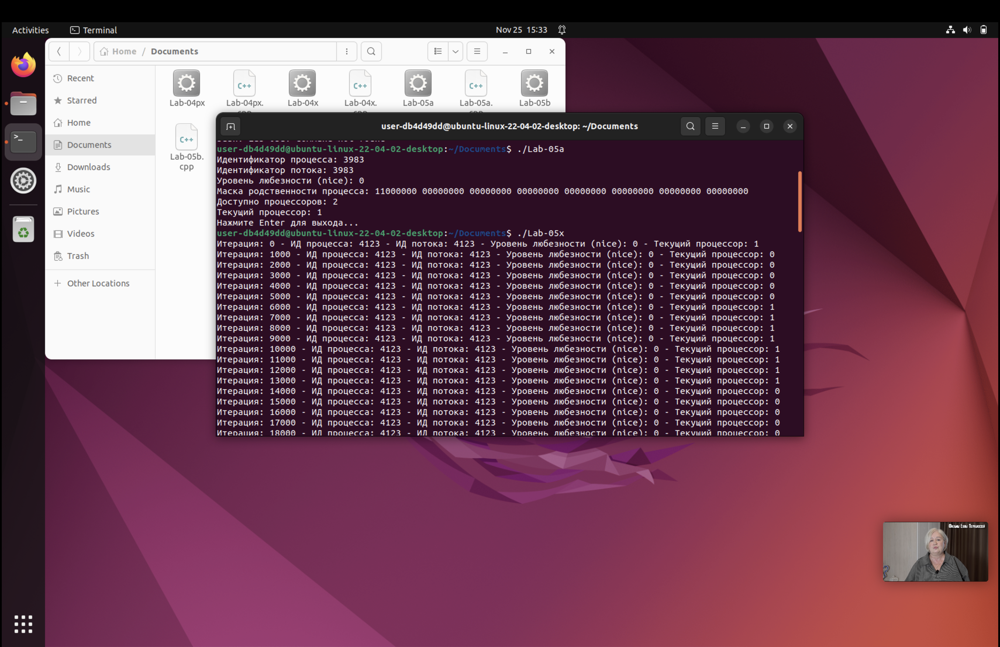 Activities
Terminal
Nov 25 15:33
Home / Documents
Recent
Starred
Home
Documents
Downloads
Music
Pictures
Videos
Trash
Other Locations
Lab-04px
Lab-04px.
Lab-04x
Lab-04x.
Lab-05a
Lab-05a.
Lab-05b
Lab-05b.
cpp
user-db4d49dd@ubuntu-linux-22-04-02-desktop: ~/Documents
user-db4d49dd@ubuntu-linux-22-04-02-desktop:~/Documents$ ./Lab-05a
Идентификатор процесса: 3983
Идентификатор потока: 3983
Уровень любезности (nice): 0
Маска родственности процесса: 11000000 00000000 00000000 00000000 00000000 00000000 00000000 00000000
Доступно процессоров: 2
Текущий процессор: 1
Нажмите Enter для выхода...
user-db4d49dd@ubuntu-linux-22-04-02-desktop:~/Documents$ ./Lab-05x
Итерация: 0 - ИД процесса: 4123 - ИД потока: 4123 - Уровень любезности (nice): 0 - Текущий процессор: 1
Итерация: 1000 - ИД процесса: 4123 - ИД потока: 4123 - Уровень любезности (nice): 0 - Текущий процессор: 0
Итерация: 2000 - ИД процесса: 4123 - ИД потока: 4123 - Уровень любезности (nice): 0 - Текущий процессор: 0
Итерация: 3000 - ИД процесса: 4123 - ИД потока: 4123 - Уровень любезности (nice): 0 - Текущий процессор: 0
Итерация: 4000 - ИД процесса: 4123 - ИД потока: 4123 - Уровень любезности (nice): 0 - Текущий процессор: 0
Итерация: 5000 - ИД процесса: 4123 - ИД потока: 4123 - Уровень любезности (nice): 0 - Текущий процессор: 0
Итерация: 6000 - ИД процесса: 4123 - ИД потока: 4123 - Уровень любезности (nice): 0 - Текущий процессор: 1
Итерация: 7000 - ИД процесса: 4123 - ИД потока: 4123 - Уровень любезности (nice): 0 - Текущий процессор: 1
Итерация: 8000 - ИД процесса: 4123 - ИД потока: 4123 - Уровень любезности (nice): 0 - Текущий процессор: 1
Итерация: 9000 - ИД процесса: 4123 - ИД потока: 4123 - Уровень любезности (nice): 0 - Текущий процессор: 1
Итерация: 10000 - ИД процесса: 4123 - ИД потока: 4123 - Уровень любезности (nice): 0 - Текущий процессор: 1
Итерация: 11000 - ИД процесса: 4123 - ИД потока: 4123 - Уровень любезности (nice): 0 - Текущий процессор: 1
Итерация: 12000 - ИД процесса: 4123 - ИД потока: 4123 - Уровень любезности (nice): 0 - Текущий процессор: 1
Итерация: 13000 - ИД процесса: 4123 - ИД потока: 4123 - Уровень любезности (nice): 0 - Текущий процессор: 1
Итерация: 14000 - ИД процесса: 4123 - ИД потока: 4123 - Уровень любезности (nice): 0 - Текущий процессор: 0
Итерация: 15000 - ИД процесса: 4123 - ИД потока: 4123 - Уровень любезности (nice): 0 - Текущий процессор: 0
Итерация: 16000 - ИД процесса: 4123 - ИД потока: 4123 - Уровень любезности (nice): 0 - Текущий процессор: 0
Итерация: 17000 - ИД процесса: 4123 - ИД потока: 4123 - Уровень любезности (nice): 0 - Текущий процессор: 0
Итерация: 18000 - ИД процесса: 4123 - ИД потока: 4123 - Уровень любезности (nice): 0 - Текущий процессор: 0
Фильмы Елены Погребижской